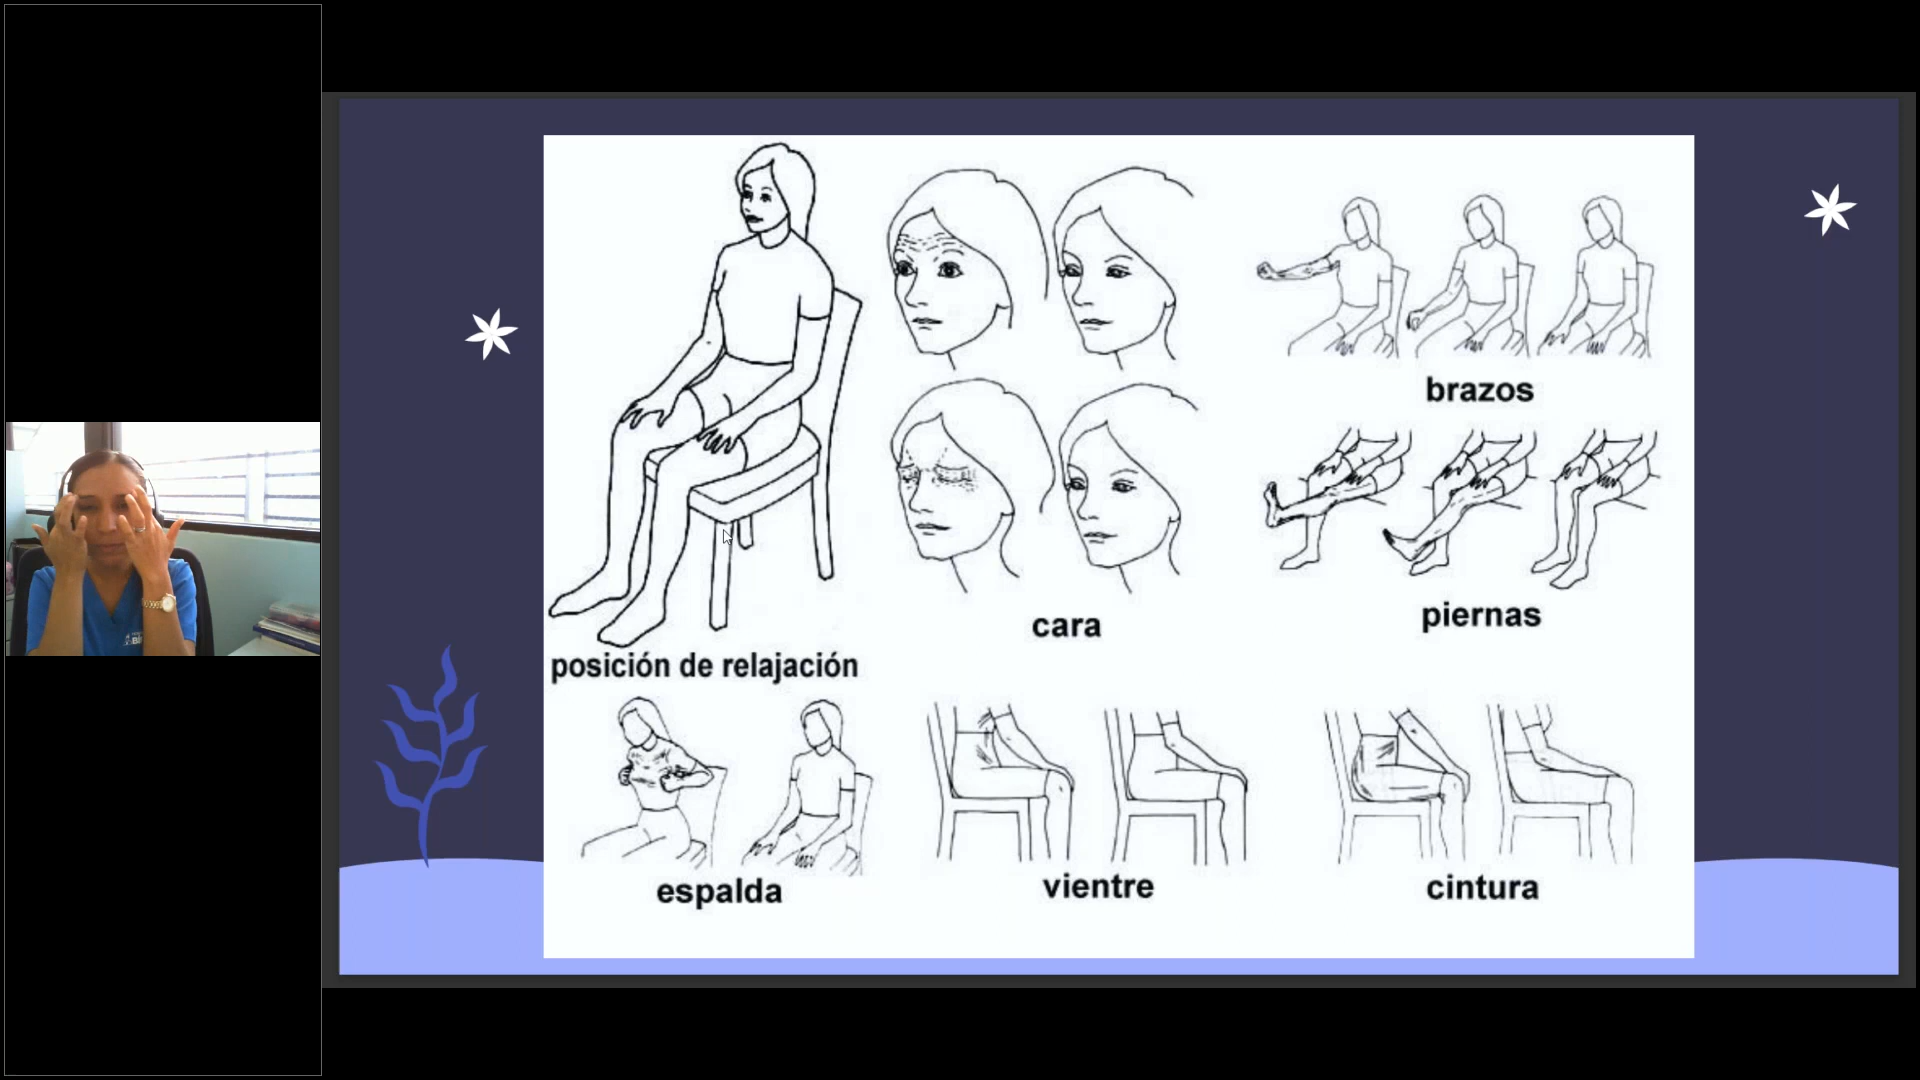 brazos
cara
piernas
posición de relajación
espalda
vientre
cintura